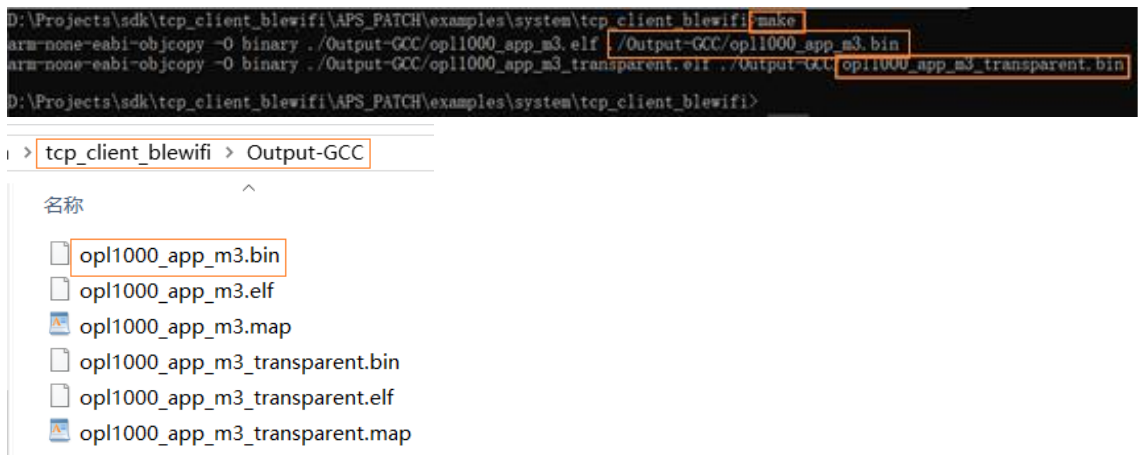 D:\Projects\sdk\tcp_client_blewifi\APS_PATCH\examples\system\tcp_client_blewifi>make
arm-none-eabi-objcopy -O binary ./Output-GCC/opl1000_app_m3.elf ./Output-GCC/opl1000_app_m3.bin
arm-none-eabi-objcopy -O binary ./Output-GCC/opl1000_app_m3_transparent.elf ./Output-GCC/opl1000_app_m3_transparent.bin
D:\Projects\sdk\tcp_client_blewifi\APS_PATCH\examples\system\tcp_client_blewifi>
> tcp_client_blewifi > Output-GCC
名称
opl1000_app_m3.bin
opl1000_app_m3.elf
opl1000_app_m3.map
opl1000_app_m3_transparent.bin
opl1000_app_m3_transparent.elf
opl1000_app_m3_transparent.map